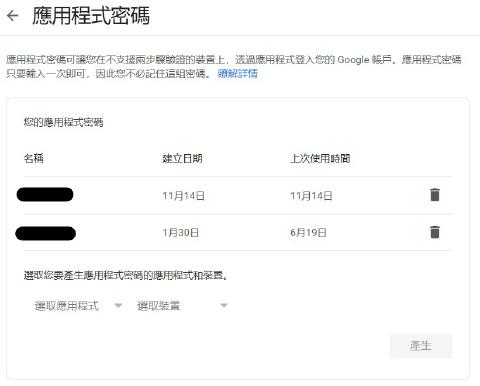 應用程式密碼
應用程式密碼可讓您在不支援兩步驟驗證的裝置上，透過應用程式登入您的 Google 帳戶。應用程式密碼
只要輸入一次即可，因此您不必記住這組密碼。 瞭解詳情
您的應用程式密碼
名稱 建立日期 上次使用時間
11月14日 11月14日
1月30日 6月19日
選取您要產生應用程式密碼的應用程式和裝置。
選取應用程式 選取裝置
產生